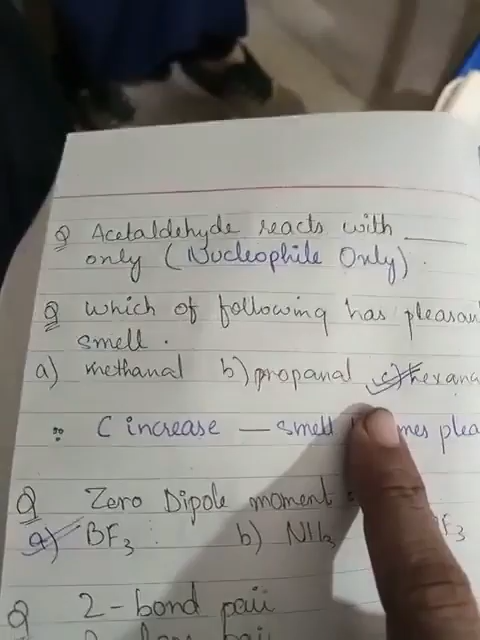 Q Acetaldehyde reacts with ____
only (Nucleophile Only).
Q which of following has pleasan
smell.
a) methanal b) propanal c) hexana
∵ C increase — smell mes plea
Q Zero Dipole moment
a) BF3 b) NH3 F3
Q 2-bond pair